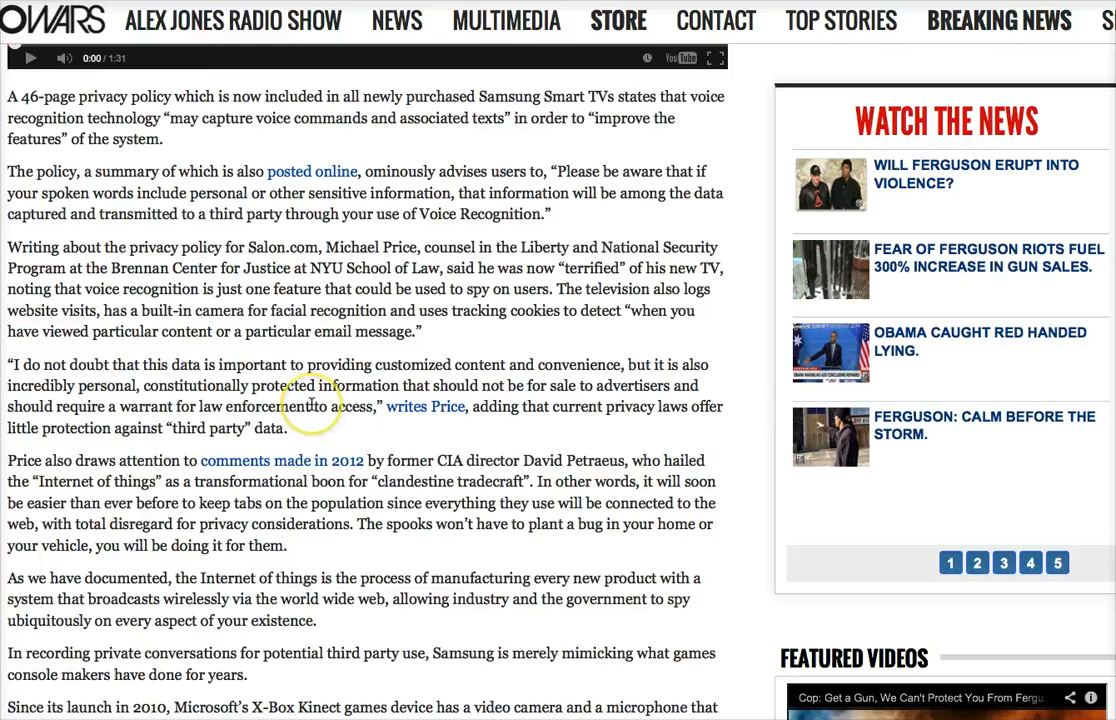 OWARS ALEX JONES RADIO SHOW NEWS MULTIMEDIA STORE CONTACT TOP STORIES BREAKING NEWS S
0:00 / 1:31 YouTube
A 46-page privacy policy which is now included in all newly purchased Samsung Smart TVs states that voice
recognition technology “may capture voice commands and associated texts” in order to “improve the
features” of the system.
The policy, a summary of which is also posted online, ominously advises users to, “Please be aware that if
your spoken words include personal or other sensitive information, that information will be among the data
captured and transmitted to a third party through your use of Voice Recognition.”
Writing about the privacy policy for Salon.com, Michael Price, counsel in the Liberty and National Security
Program at the Brennan Center for Justice at NYU School of Law, said he was now “terrified” of his new TV,
noting that voice recognition is just one feature that could be used to spy on users. The television also logs
website visits, has a built-in camera for facial recognition and uses tracking cookies to detect “when you
have viewed particular content or a particular email message.”
“I do not doubt that this data is important to providing customized content and convenience, but it is also
incredibly personal, constitutionally protected information that should not be for sale to advertisers and
should require a warrant for law enforcement to access,” writes Price, adding that current privacy laws offer
little protection against “third party” data.
Price also draws attention to comments made in 2012 by former CIA director David Petraeus, who hailed
the “Internet of things” as a transformational boon for “clandestine tradecraft”. In other words, it will soon
be easier than ever before to keep tabs on the population since everything they use will be connected to the
web, with total disregard for privacy considerations. The spooks won’t have to plant a bug in your home or
your vehicle, you will be doing it for them.
As we have documented, the Internet of things is the process of manufacturing every new product with a
system that broadcasts wirelessly via the world wide web, allowing industry and the government to spy
ubiquitously on every aspect of your existence.
In recording private conversations for potential third party use, Samsung is merely mimicking what games
console makers have done for years.
Since its launch in 2010, Microsoft’s X-Box Kinect games device has a video camera and a microphone that
WATCH THE NEWS
WILL FERGUSON ERUPT INTO
VIOLENCE?
FEAR OF FERGUSON RIOTS FUEL
300% INCREASE IN GUN SALES.
OBAMA CAUGHT RED HANDED
LYING.
FERGUSON: CALM BEFORE THE
STORM.
1 2 3 4 5
FEATURED VIDEOS
Cop: Get a Gun, We Can't Protect You From Fergu...